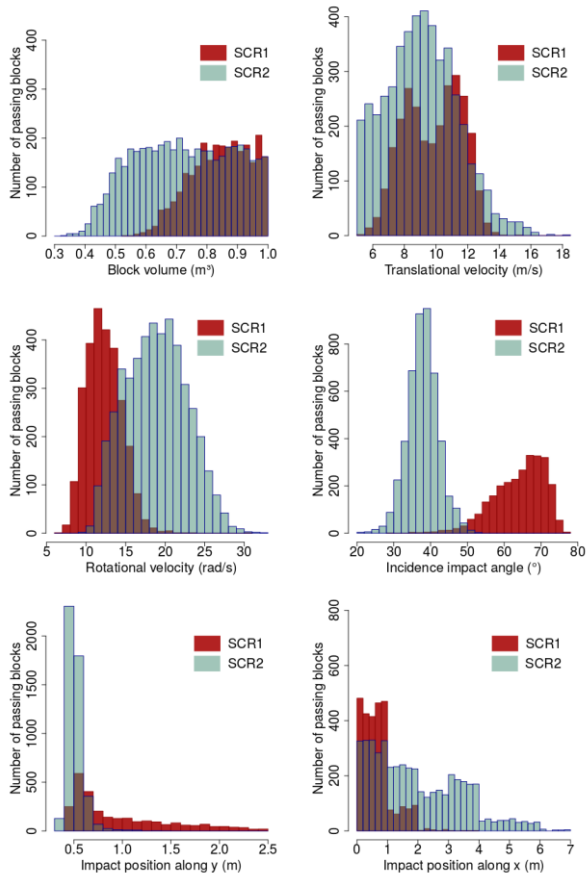 Number of passing blocks
0 100 200 300 400
SCR1
SCR2
0.3 0.4 0.5 0.6 0.7 0.8 0.9 1.0
Block volume (m³)
Number of passing blocks
0 100 200 300 400
SCR1
SCR2
6 8 10 12 14 16 18
Translational velocity (m/s)
Number of passing blocks
0 100 200 300 400
SCR1
SCR2
5 10 15 20 25 30
Rotational velocity (rad/s)
Number of passing blocks
0 200 400 600 800
SCR1
SCR2
20 30 40 50 60 70 80
Incidence impact angle (°)
Number of passing blocks
0 500 1000 1500 2000
SCR1
SCR2
0.5 1.0 1.5 2.0 2.5
Impact position along y (m)
Number of passing blocks
0 200 400 600 800
SCR1
SCR2
0 1 2 3 4 5 6 7
Impact position along x (m)